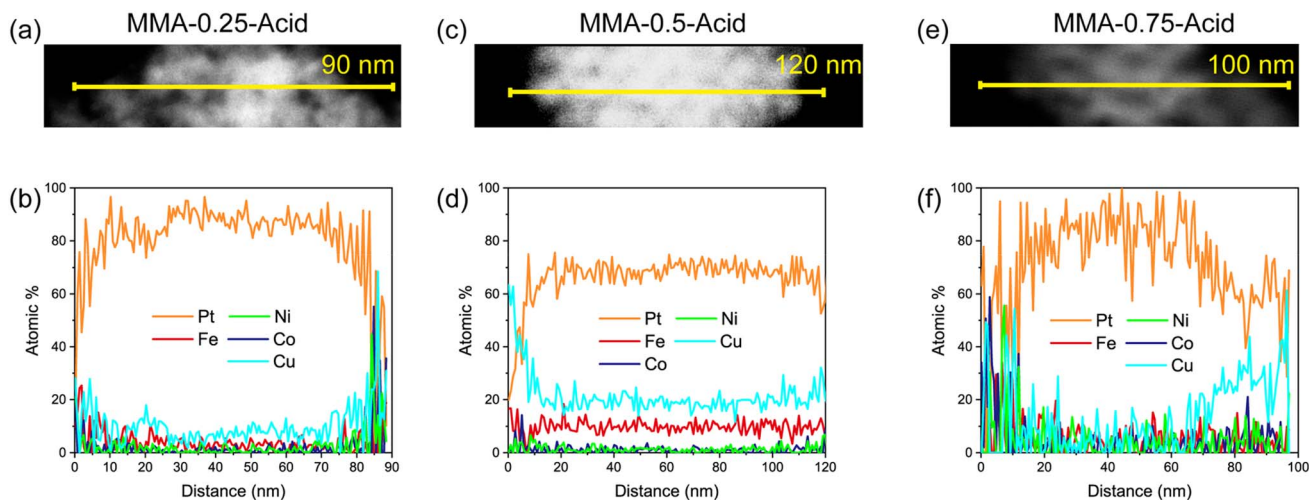 (a) MMA-0.25-Acid
90 nm
(c) MMA-0.5-Acid
120 nm
(e) MMA-0.75-Acid
100 nm
(b)
Atomic %
100
80
60
40
20
0
Pt Ni
Fe Co
Cu
0 10 20 30 40 50 60 70 80 90
Distance (nm)
(d)
Atomic %
100
80
60
40
20
0
Pt Ni
Fe Cu
Co
0 20 40 60 80 100 120
Distance (nm)
(f)
Atomic %
100
80
60
40
20
0
Pt Ni
Fe Co
Cu
0 20 40 60 80 100
Distance (nm)